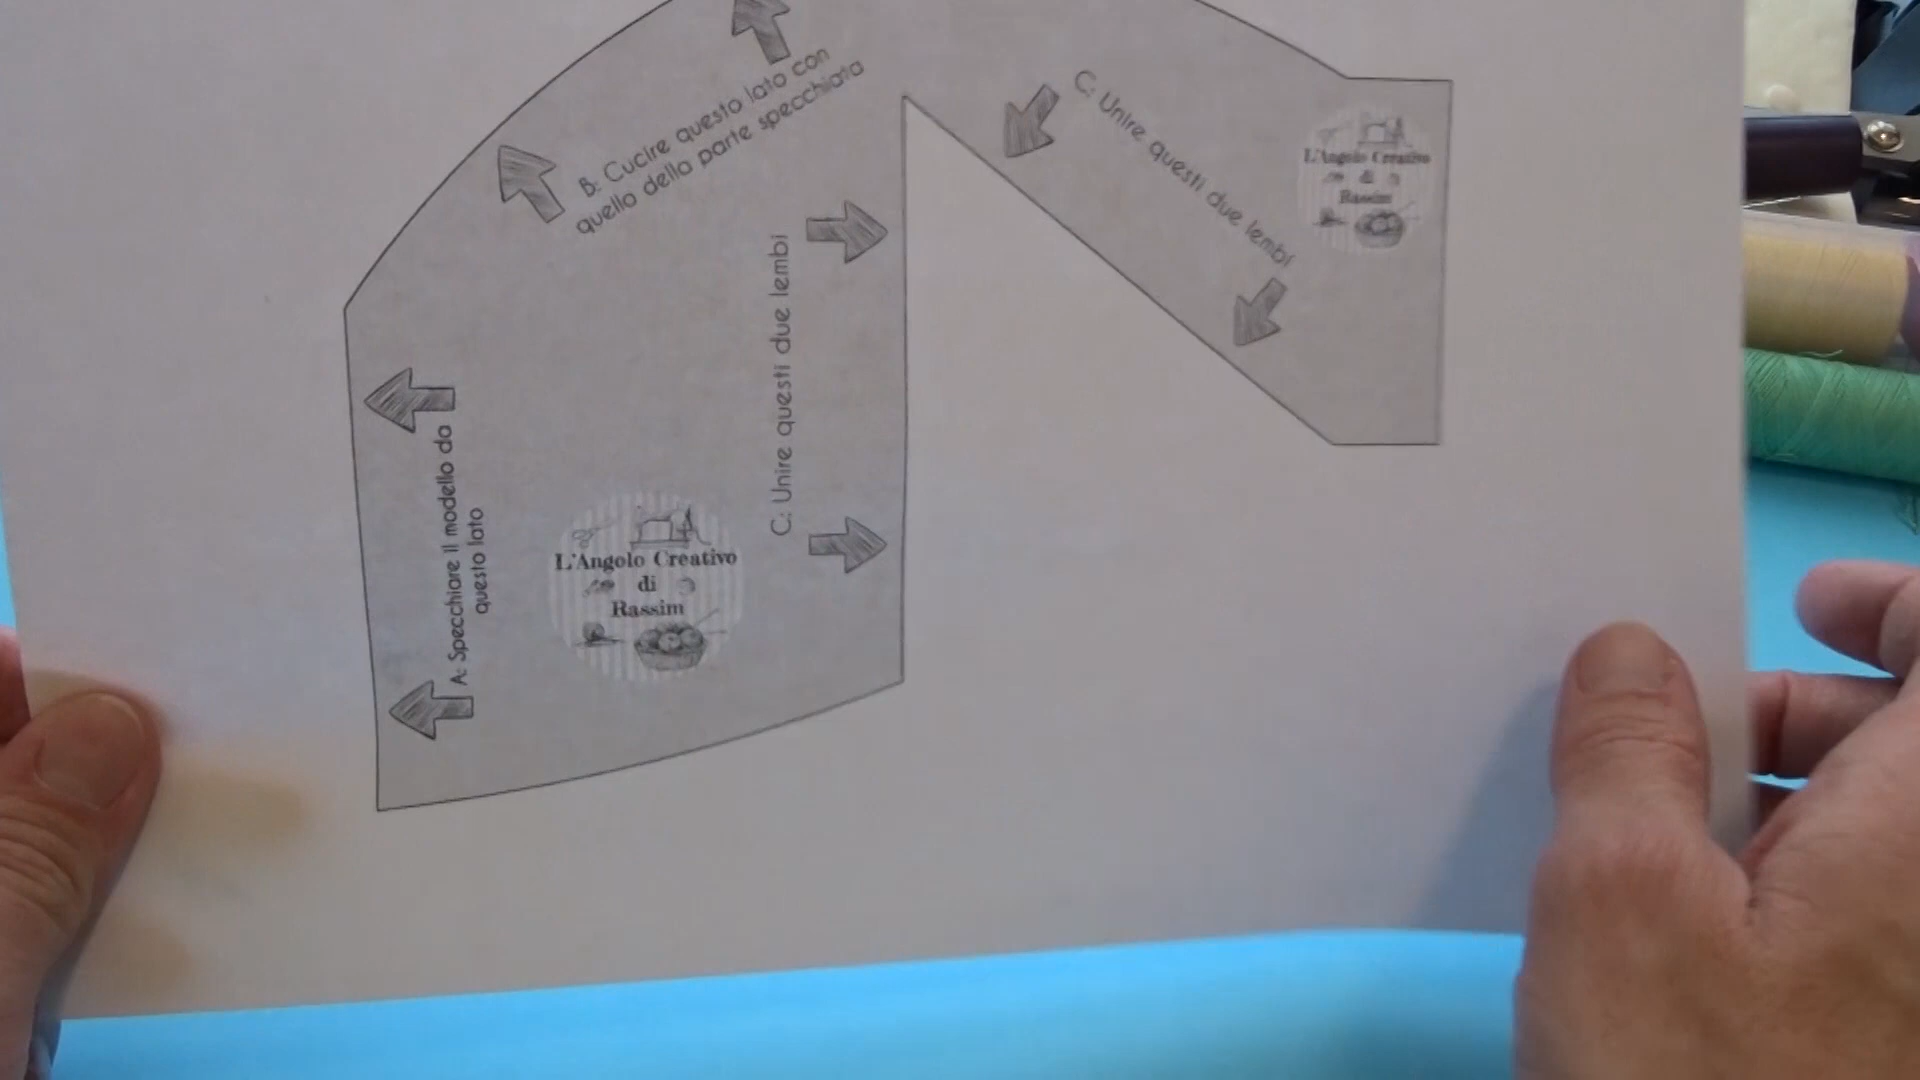 B: Cucire questo lato con
quello della parte specchiata
C: Unire questi due lembi
L'Angolo Creativo
di
Rassim
C: Unire questi due lembi
A: Specchiare il modello da
questo lato
L'Angolo Creativo
di
Rassim